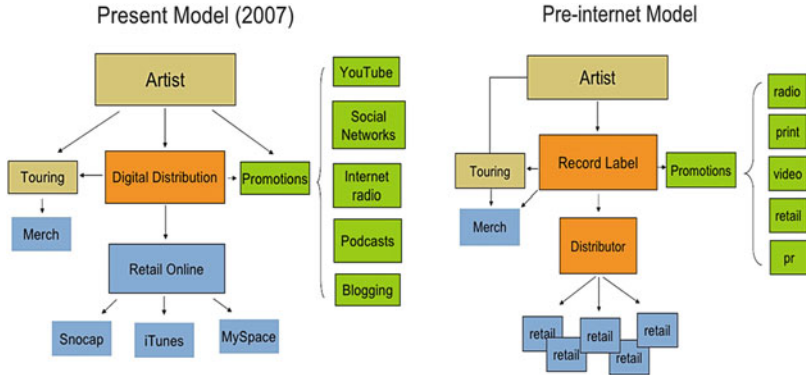 Present Model (2007)
Artist
Touring
Digital Distribution
Promotions
Merch
Retail Online
Snocap
iTunes
MySpace
YouTube
Social
Networks
Internet
radio
Podcasts
Blogging
Pre-internet Model
Artist
Touring
Record Label
Promotions
Merch
Distributor
retail
retail
retail
retail
retail
radio
print
video
retail
pr